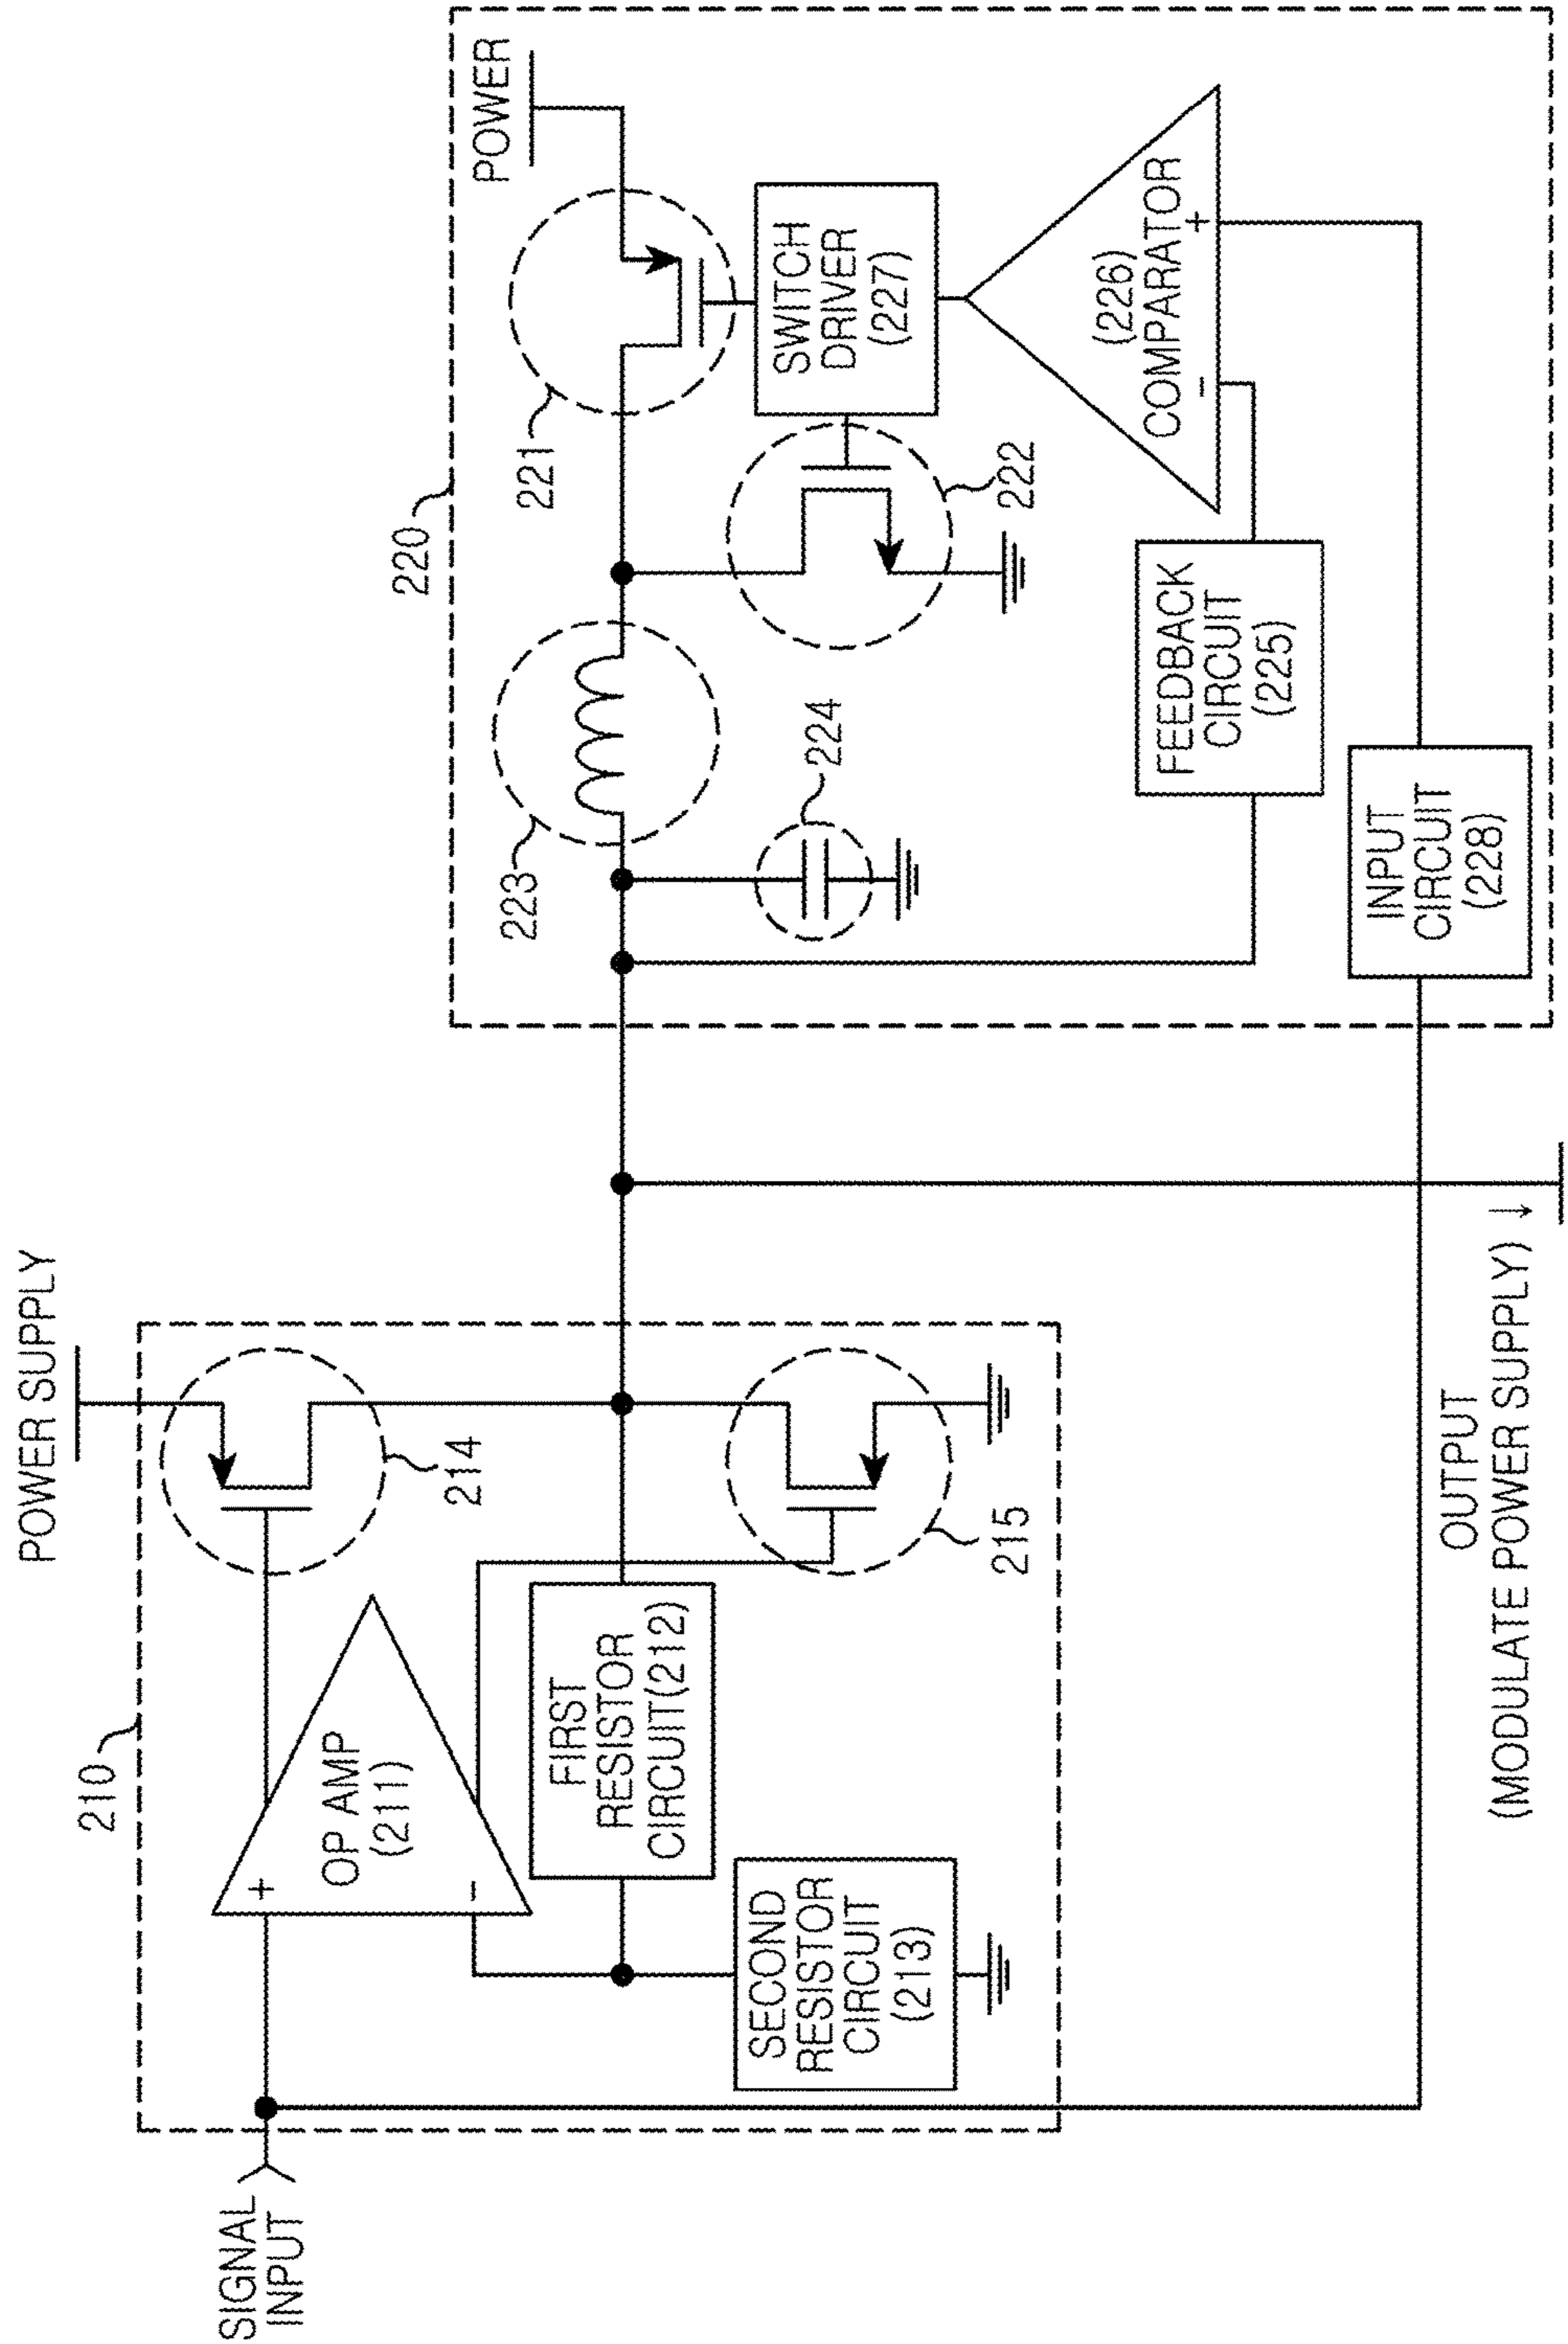 SIGNAL
INPUT
210
OP AMP
(211)
+
−
FIRST
RESISTOR
CIRCUIT(212)
SECOND
RESISTOR
CIRCUIT
(213)
POWER SUPPLY
214
215
OUTPUT
(MODULATE POWER SUPPLY) ↓
220
223
224
221
222
POWER
SWITCH
DRIVER
(227)
(226)
COMPARATOR
−
+
FEEDBACK
CIRCUIT
(225)
INPUT
CIRCUIT
(228)